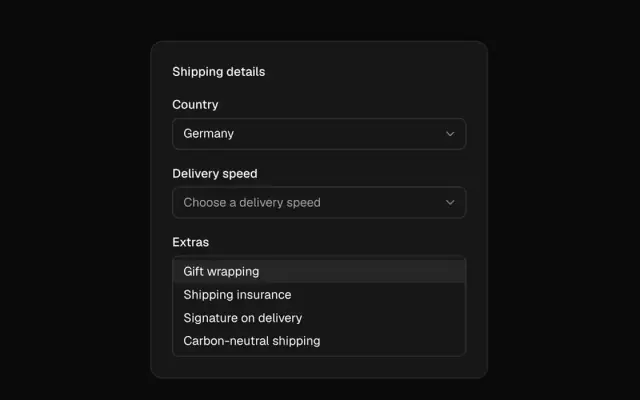 Shipping details
Country
Germany
Delivery speed
Choose a delivery speed
Extras
Gift wrapping
Shipping insurance
Signature on delivery
Carbon-neutral shipping